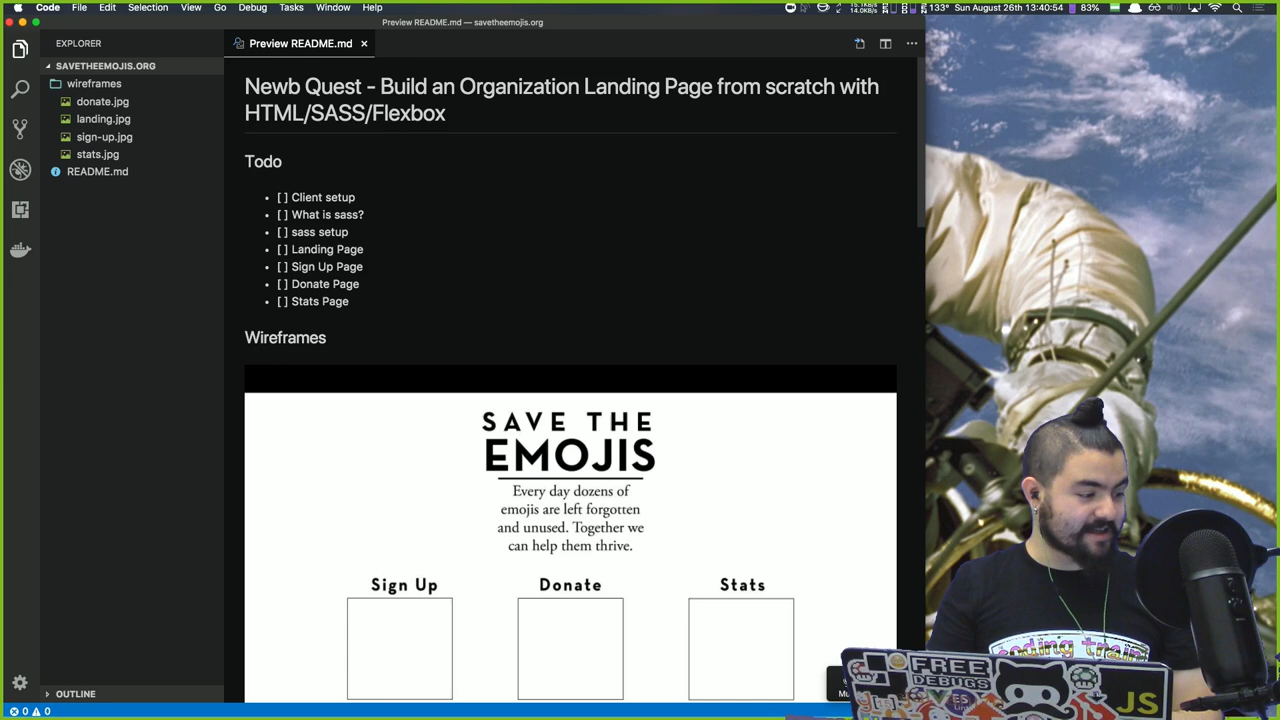 Code File Edit Selection View Go Debug Tasks Window Help
133° Sun August 26th 13:40:54 83%
14.0KB/s
Preview README.md — savetheemojis.org
EXPLORER
SAVETHEEMOJIS.ORG
wireframes
donate.jpg
landing.jpg
sign-up.jpg
stats.jpg
README.md
OUTLINE
0 0
Preview README.md
Newb Quest - Build an Organization Landing Page from scratch with
HTML/SASS/Flexbox
Todo
[ ] Client setup
[ ] What is sass?
[ ] sass setup
[ ] Landing Page
[ ] Sign Up Page
[ ] Donate Page
[ ] Stats Page
Wireframes
SAVE THE
EMOJIS
Every day dozens of
emojis are left forgotten
and unused. Together we
can help them thrive.
Sign Up Donate Stats
FREE
DEBUGS
JS